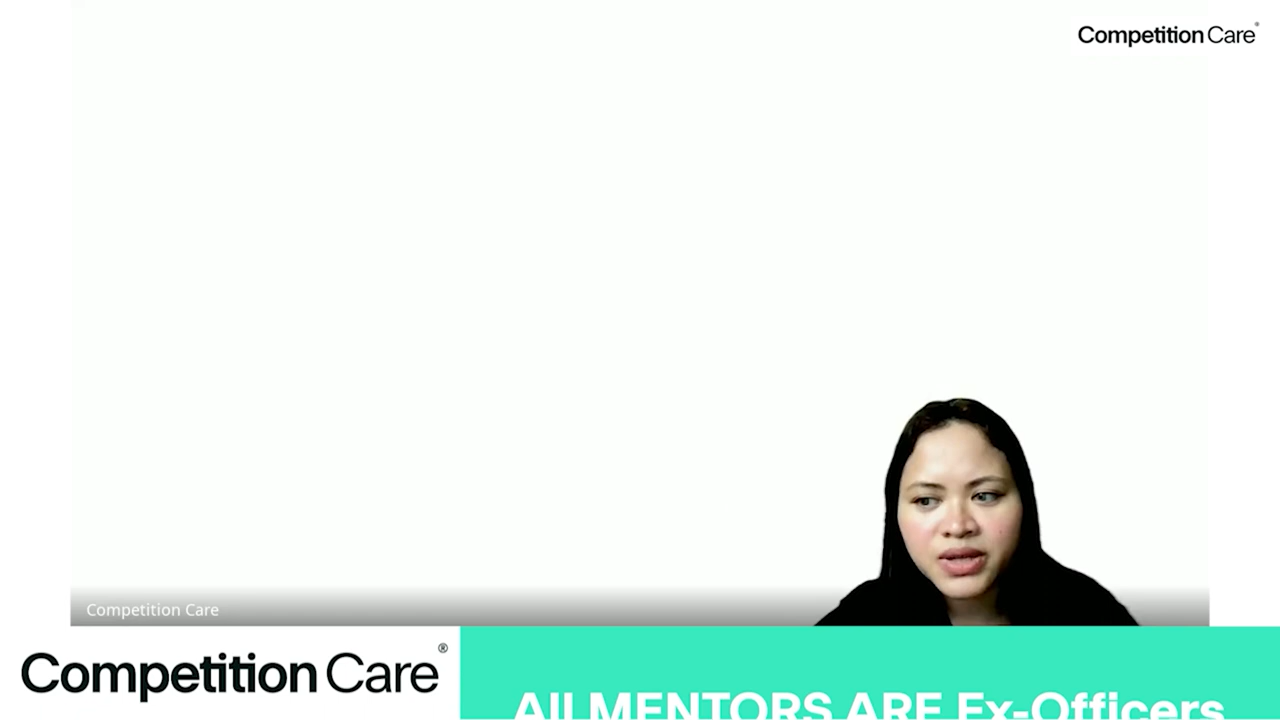 Competition Care®
Competition Care
Competition Care®
All MENTORS ARE Ex-Officers